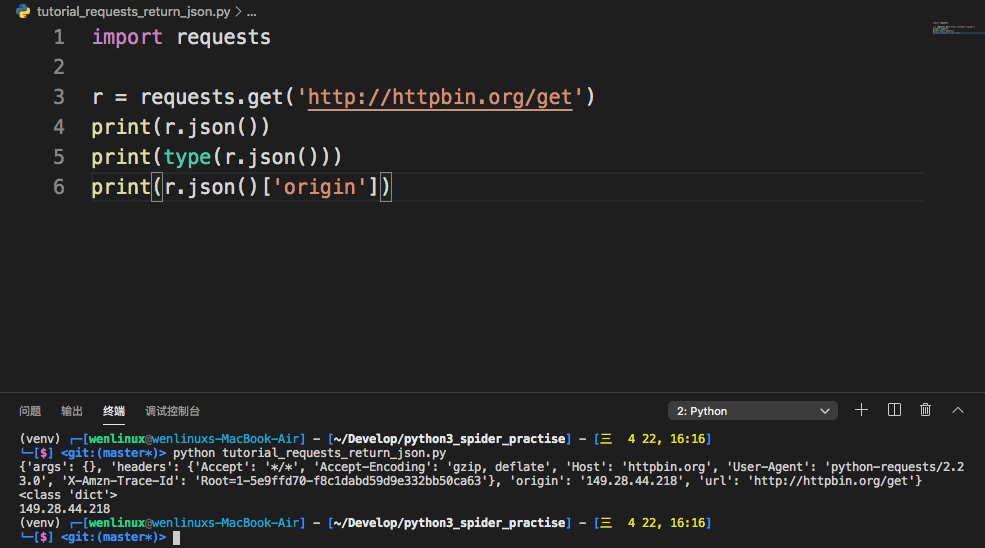 tutorial_requests_return_json.py > ...
1 import requests
2
3 r = requests.get('http://httpbin.org/get')
4 print(r.json())
5 print(type(r.json()))
6 print(r.json()['origin'])
问题 输出 终端 调试控制台 2: Python
(venv) ┌─[wenlinux@wenlinuxs-MacBook-Air] – [~/Develop/python3_spider_practise] – [三  4 22, 16:16]
└─[$] <git:(master*)> python tutorial_requests_return_json.py
{'args': {}, 'headers': {'Accept': '*/*', 'Accept-Encoding': 'gzip, deflate', 'Host': 'httpbin.org', 'User-Agent': 'python-requests/2.2
3.0', 'X-Amzn-Trace-Id': 'Root=1-5e9ffd70-f8c1dabd59d9e332bb50ca63'}, 'origin': '149.28.44.218', 'url': 'http://httpbin.org/get'}
<class 'dict'>
149.28.44.218
(venv) ┌─[wenlinux@wenlinuxs-MacBook-Air] – [~/Develop/python3_spider_practise] – [三  4 22, 16:16]
└─[$] <git:(master*)>